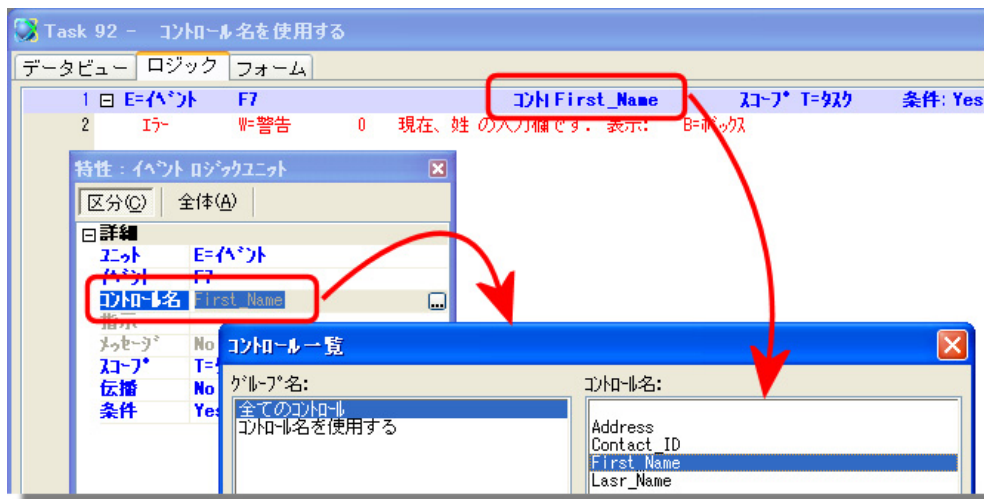 Task 92 - コントロール名を使用する
データビュー ロジック フォーム
1 E=イベント F7 コントロ First_Name スコープ T=タスク 条件: Yes
2 エラー W=警告 0 現在、姓 の入力欄です. 表示: B=ボックス
特性 : イベント ロジックユニット
区分(C) 全体(A)
詳細
ユニット E=イベント
イベント F7
コントロール名 First_Name ...
指示
メッセージ No
スコープ T=
伝播 No
条件 Yes
コントロール一覧
グループ名: コントロール名:
全てのコントロール
コントロール名を使用する
Address
Contact_ID
First_Name
Lasr_Name